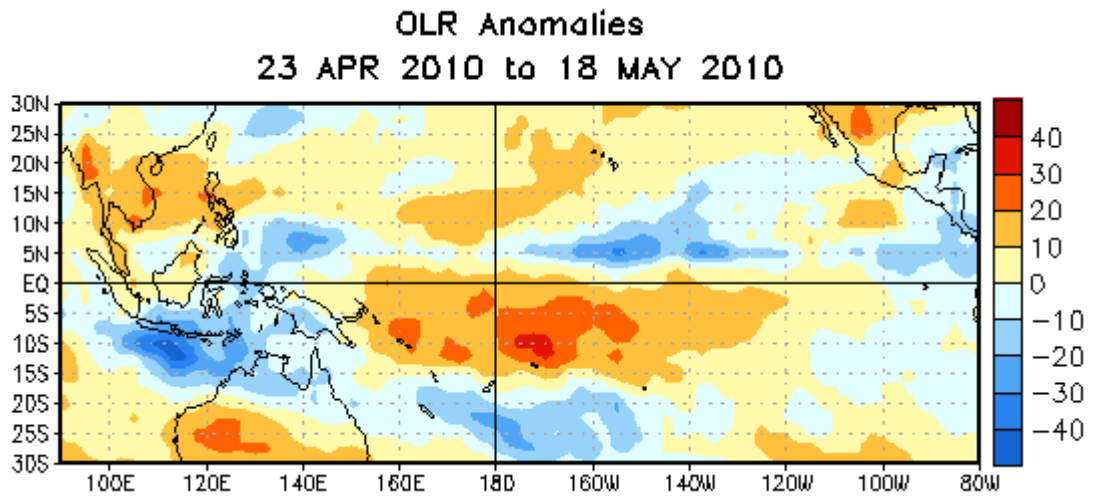 OLR Anomalies
23 APR 2010 to 18 MAY 2010
30N
25N
20N
15N
10N
5N
EQ
5S
10S
15S
20S
25S
30S
100E 120E 140E 160E 180 160W 140W 120W 100W 80W
40
30
20
10
0
−10
−20
−30
−40